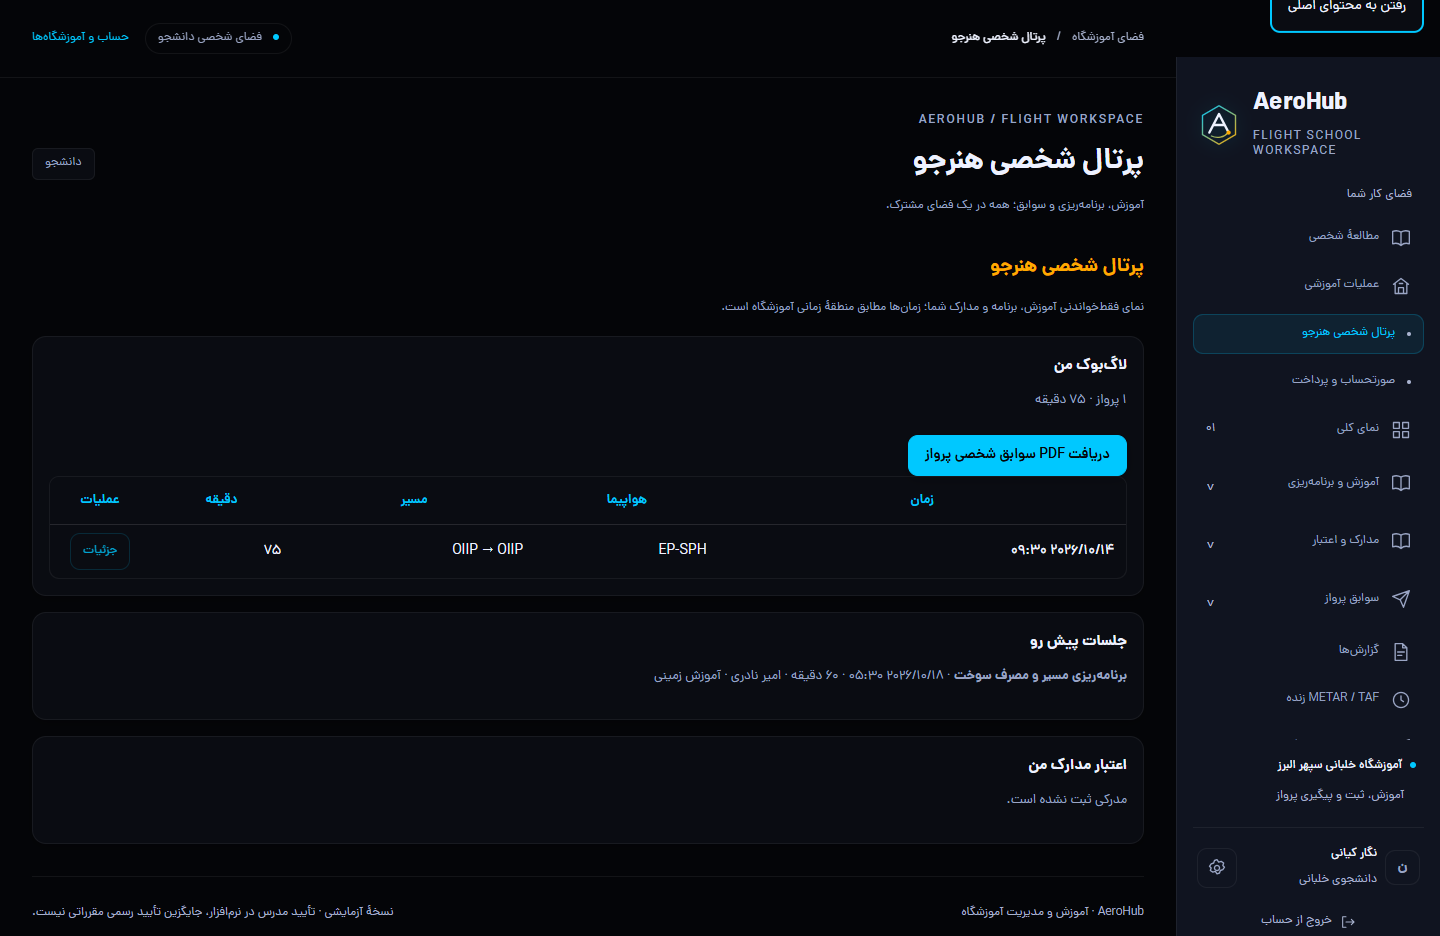 رفتن به محتوای اصلی
AeroHub
FLIGHT SCHOOL
WORKSPACE
فضای کار شما
مطالعهٔ شخصی
عملیات آموزشی
پرتال شخصی هنرجو
صورتحساب و پرداخت
نمای کلی
۰۱
آموزش و برنامه‌ریزی
مدارک و اعتبار
سوابق پرواز
گزارش‌ها
METAR / TAF زنده
آموزشگاه خلبانی سپهر البرز
آموزش، ثبت و پیگیری پرواز
ن
نگار کیانی
دانشجوی خلبانی
خروج از حساب
فضای آموزشگاه / پرتال شخصی هنرجو
فضای شخصی دانشجو
حساب و آموزشگاه‌ها
AEROHUB / FLIGHT WORKSPACE
پرتال شخصی هنرجو
دانشجو
آموزش، برنامه‌ریزی و سوابق؛ همه در یک فضای مشترک.
پرتال شخصی هنرجو
نمای فقط‌خواندنی آموزش، برنامه و مدارک شما؛ زمان‌ها مطابق منطقهٔ زمانی آموزشگاه است.
لاگ‌بوک من
۱ پرواز · ۷۵ دقیقه
دریافت PDF سوابق شخصی پرواز
زمان هواپیما مسیر دقیقه عملیات
۲۰۲۶/۱۰/۱۴ ۰۹:۳۰ EP-SPH OIIP → OIIP ۷۵ جزئیات
جلسات پیش رو
برنامه‌ریزی مسیر و مصرف سوخت · ۲۰۲۶/۱۰/۱۸ ۰۵:۳۰ · ۶۰ دقیقه · امیر نادری · آموزش زمینی
اعتبار مدارک من
مدرکی ثبت نشده است.
AeroHub · آموزش و مدیریت آموزشگاه
نسخهٔ آزمایشی · تأیید مدرس در نرم‌افزار، جایگزین تأیید رسمی مقرراتی نیست.